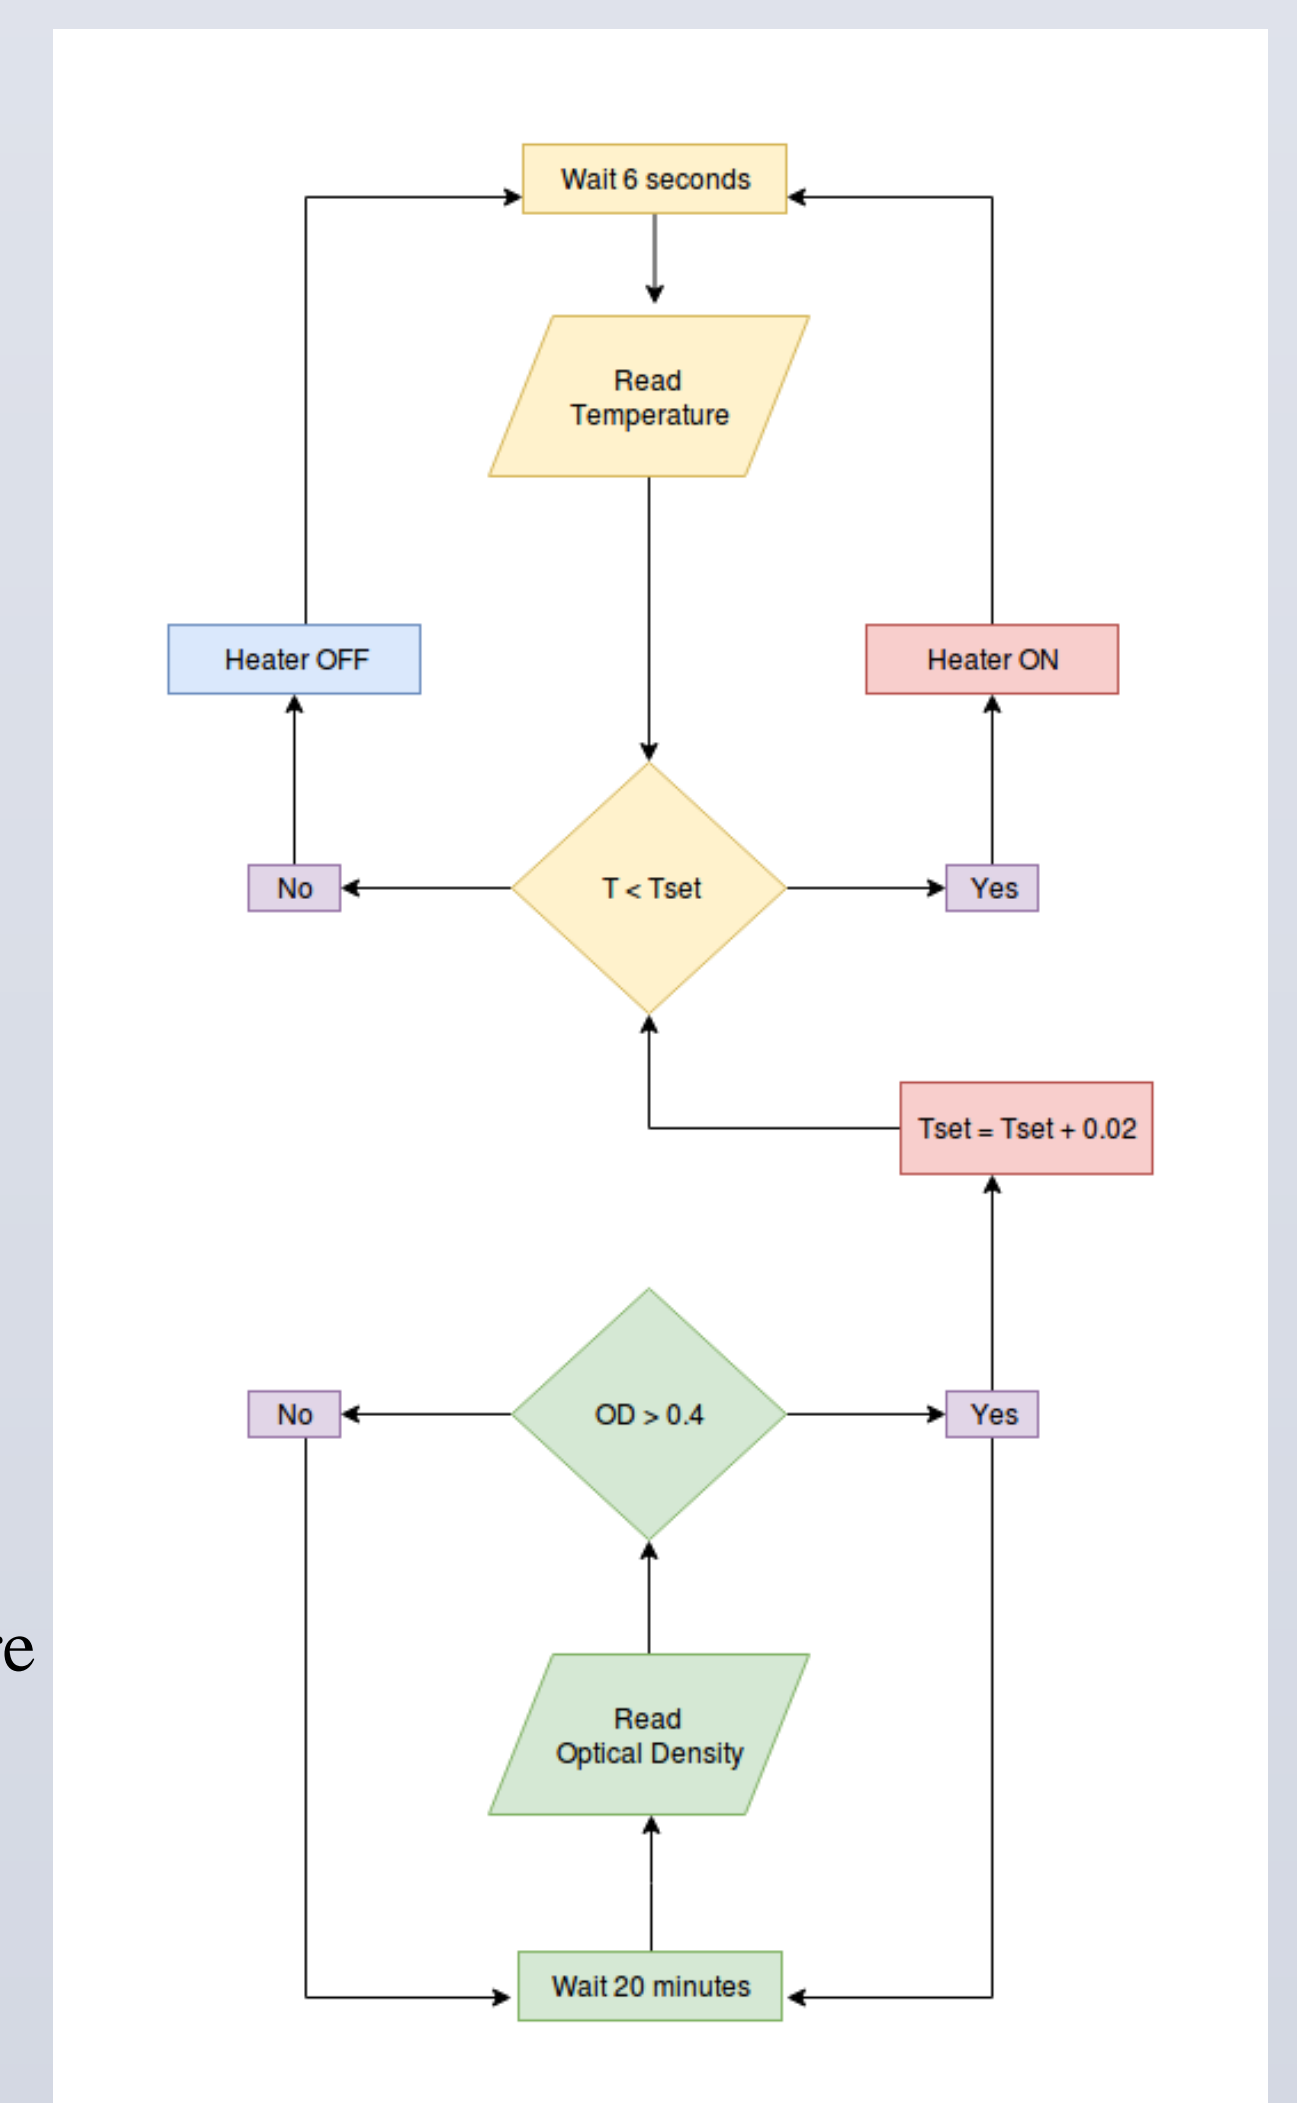 Wait 6 seconds
Read
Temperature
Heater OFF
Heater ON
No
T < Tset
Yes
Tset = Tset + 0.02
No
OD > 0.4
Yes
Read
Optical Density
Wait 20 minutes